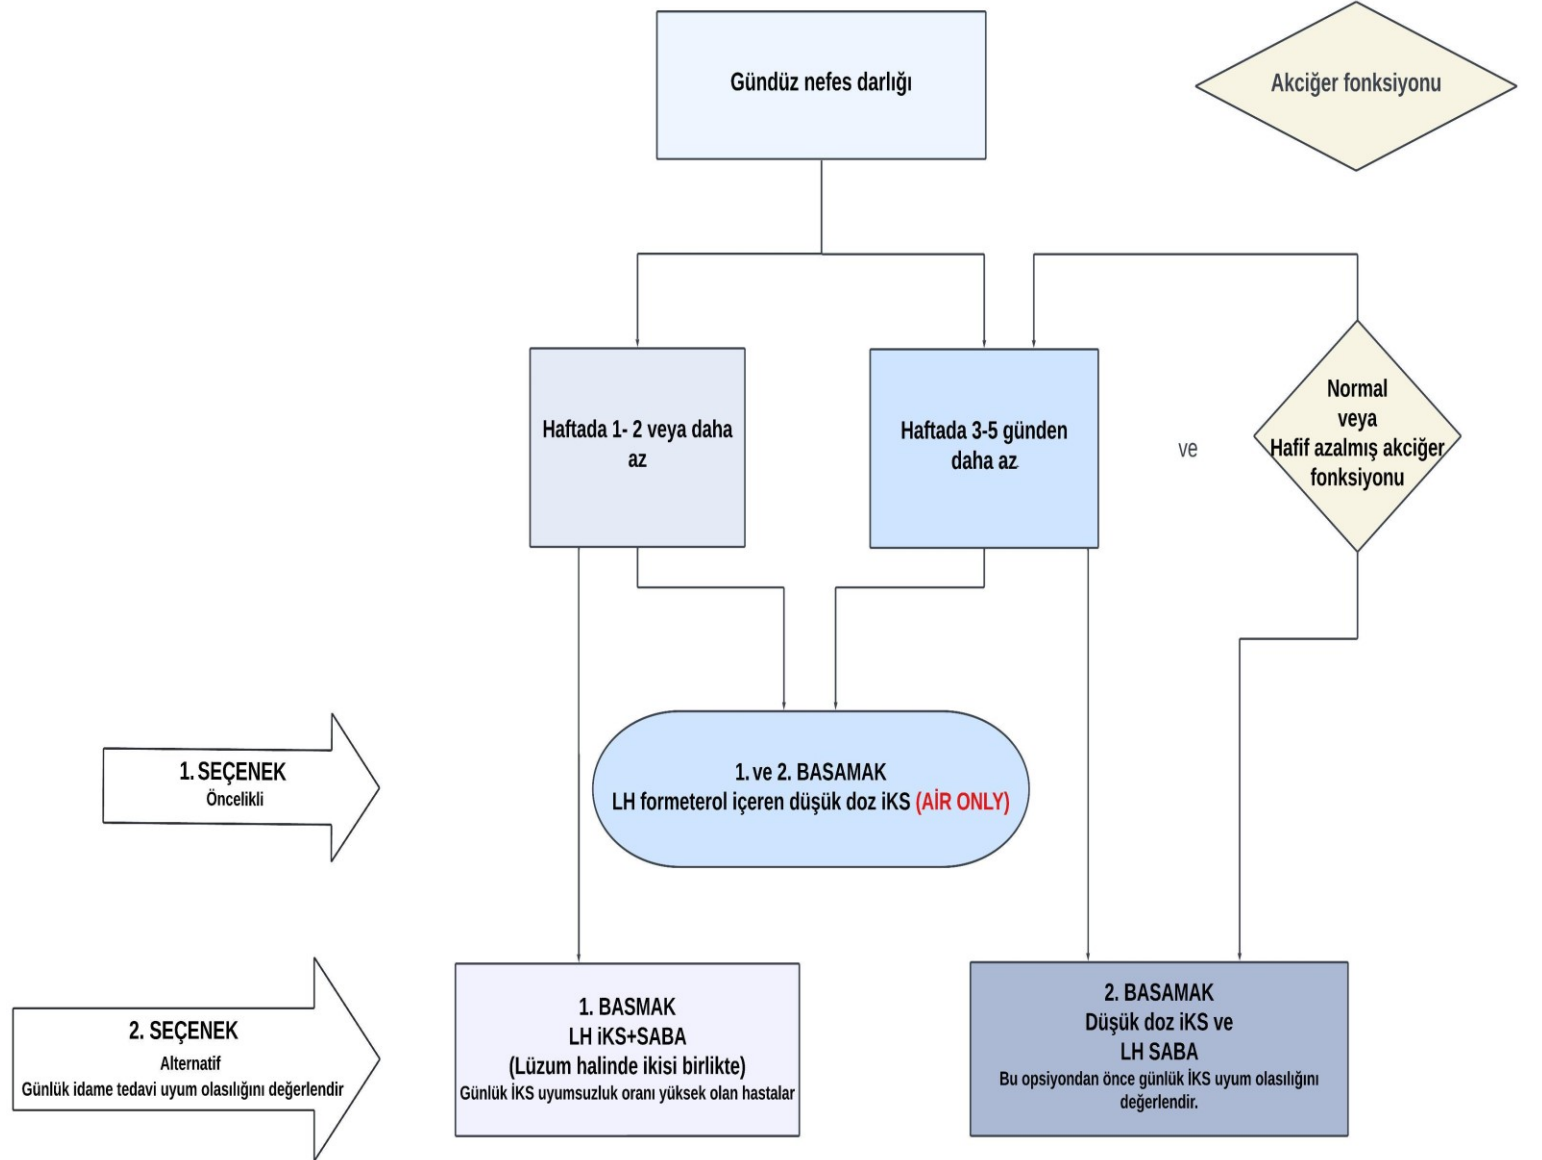 Gündüz nefes darlığı
Akciğer fonksiyonu
Haftada 1- 2 veya daha
az
Haftada 3-5 günden
daha az
ve
Normal
veya
Hafif azalmış akciğer
fonksiyonu
1. SEÇENEK
Öncelikli
1. ve 2. BASAMAK
LH formeterol içeren düşük doz iKS (AİR ONLY)
2. SEÇENEK
Alternatif
Günlük idame tedavi uyum olasılığını değerlendir
1. BASMAK
LH iKS+SABA
(Lüzum halinde ikisi birlikte)
Günlük İKS uyumsuzluk oranı yüksek olan hastalar
2. BASAMAK
Düşük doz iKS ve
LH SABA
Bu opsiyondan önce günlük İKS uyum olasılığını
değerlendir.